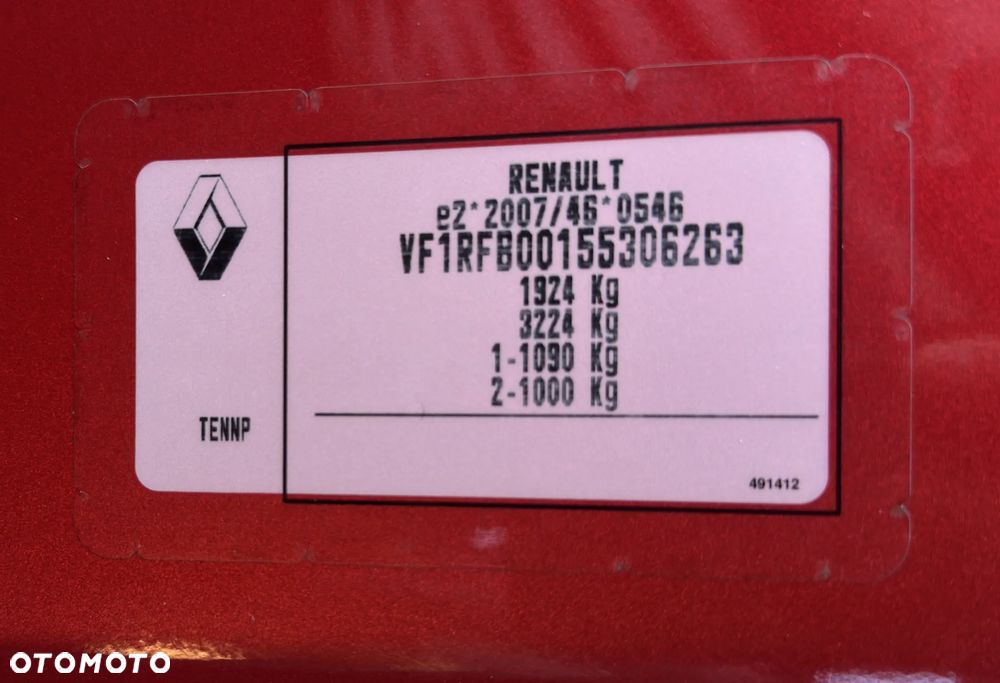 RENAULT
e2*2007/46*0546
VF1RFB00155306263
1924 Kg
3224 Kg
1-1090 Kg
2-1000 Kg
TENNP
491412
OTOMOTO